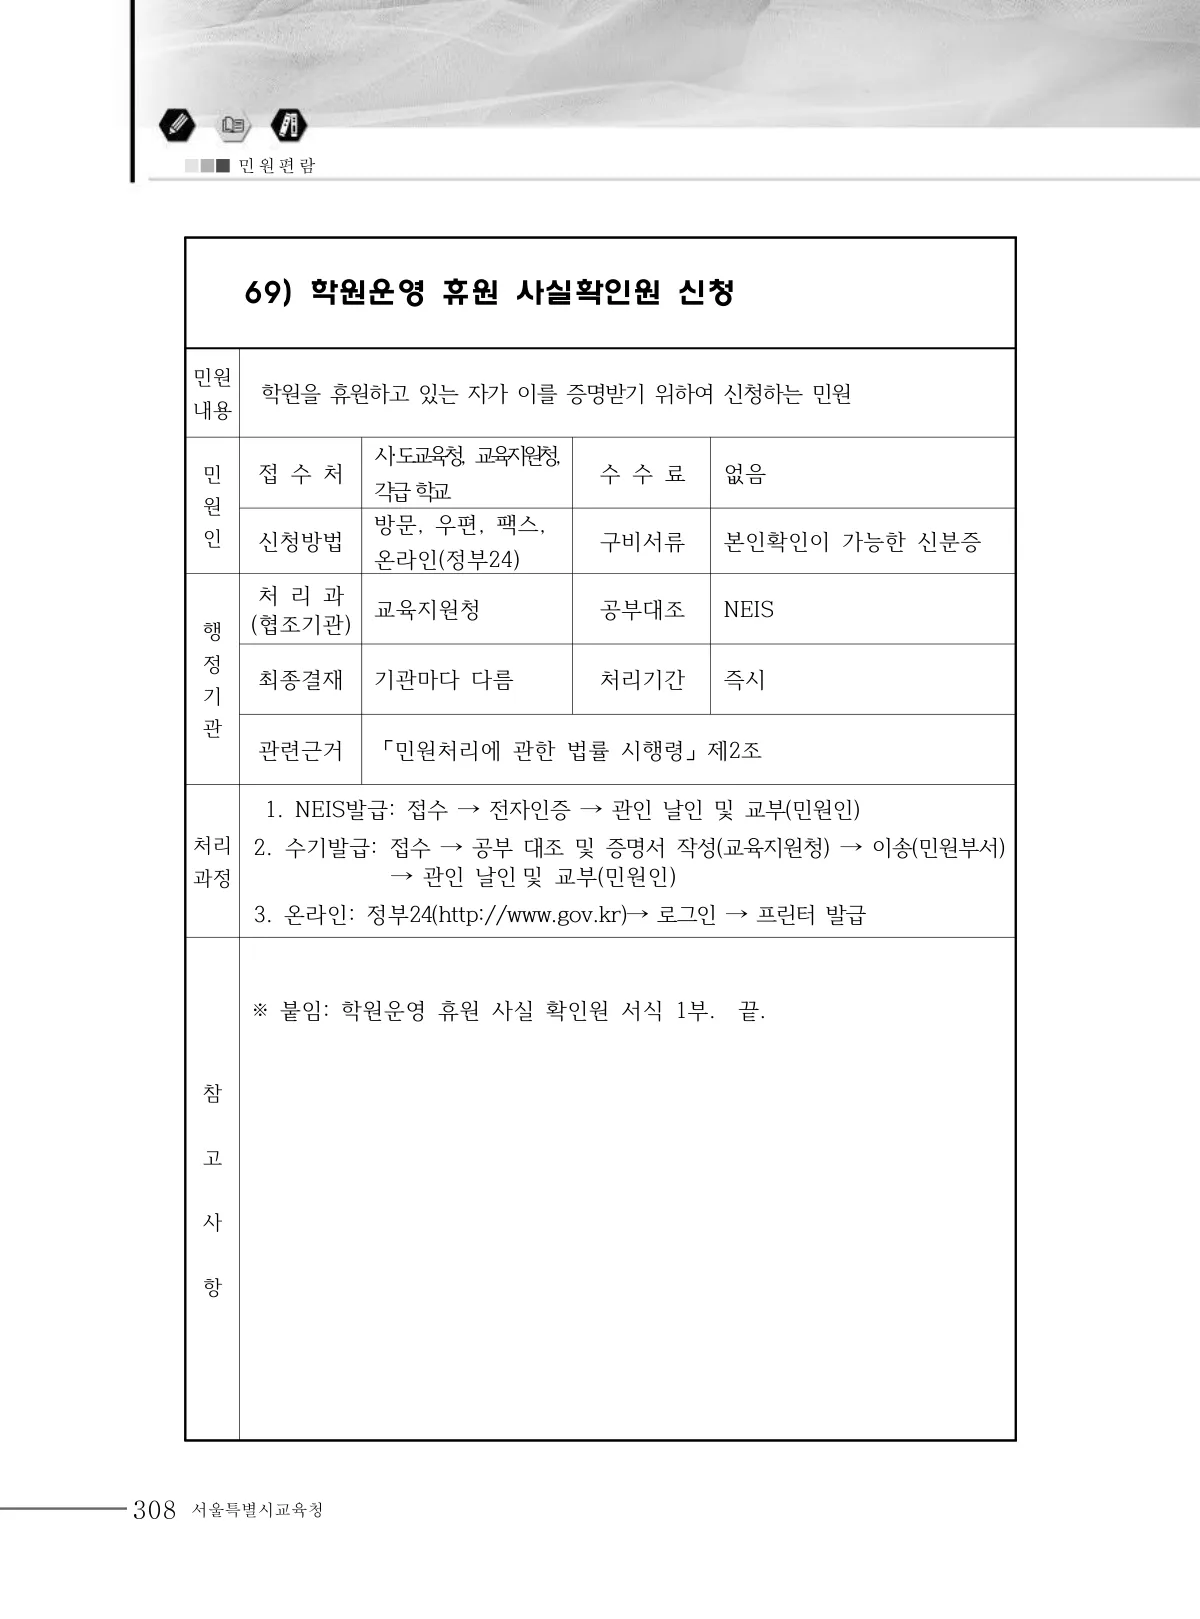 민원편람
69) 학원운영 휴원 사실확인원 신청
민원
내용
학원을 휴원하고 있는 자가 이를 증명받기 위하여 신청하는 민원
민
원
인
접 수 처
시·도교육청, 교육지원청,
각급 학교
수 수 료
없음
신청방법
방문, 우편, 팩스,
온라인(정부24)
구비서류
본인확인이 가능한 신분증
행
정
기
관
처 리 과
(협조기관)
교육지원청
공부대조
NEIS
최종결재
기관마다 다름
처리기간
즉시
관련근거
「민원처리에 관한 법률 시행령」제2조
처리
과정
1. NEIS발급: 접수 → 전자인증 → 관인 날인 및 교부(민원인)
2. 수기발급: 접수 → 공부 대조 및 증명서 작성(교육지원청) → 이송(민원부서)
→ 관인 날인 및 교부(민원인)
3. 온라인: 정부24(http://www.gov.kr)→ 로그인 → 프린터 발급
참
고
사
항
※ 붙임: 학원운영 휴원 사실 확인원 서식 1부. 끝.
308 서울특별시교육청